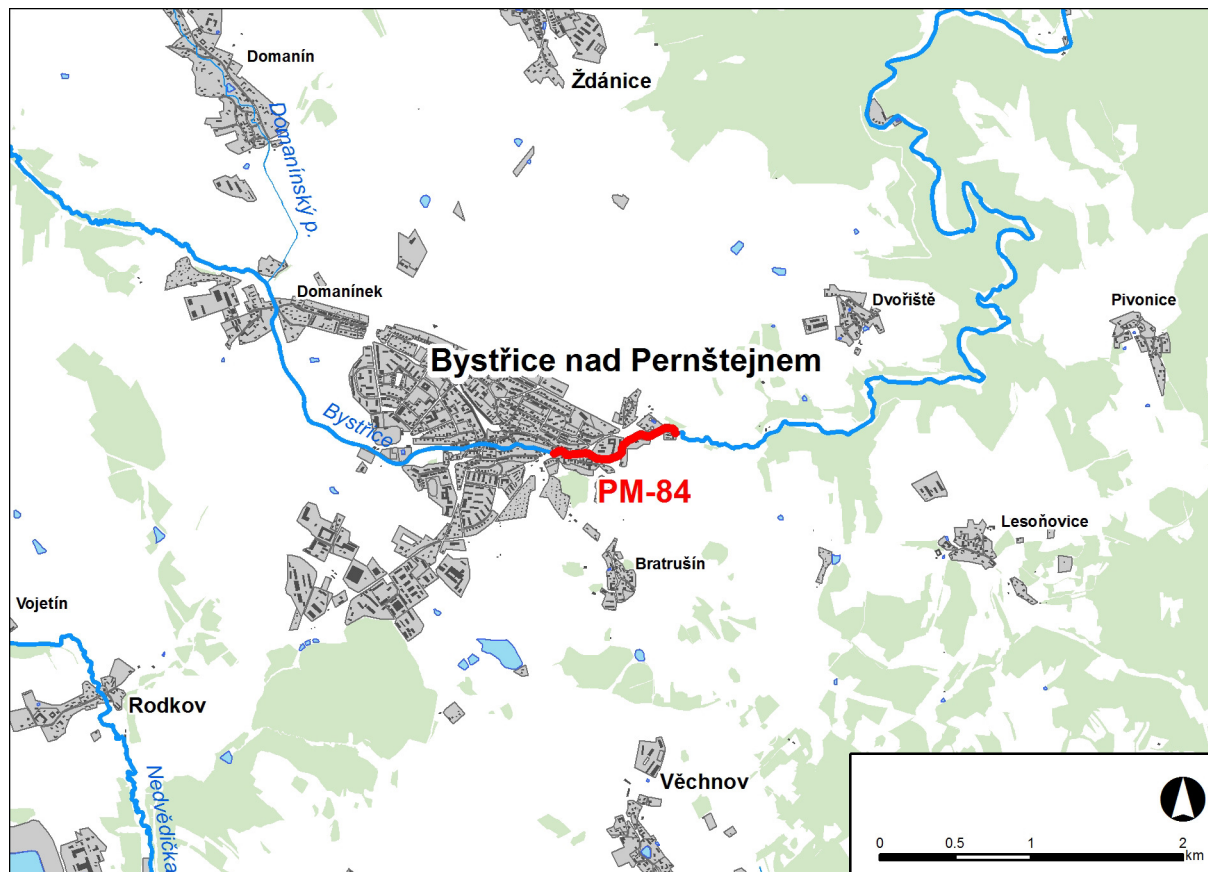 Domanín
Ždánice
Domanínský p.
Domanínek
Dvořiště
Pivonice
Bystřice nad Pernštejnem
Bystřice
PM-84
Lesoňovice
Bratrušín
Vojetín
Rodkov
Věchnov
Nedvědička
0 0.5 1 2
km